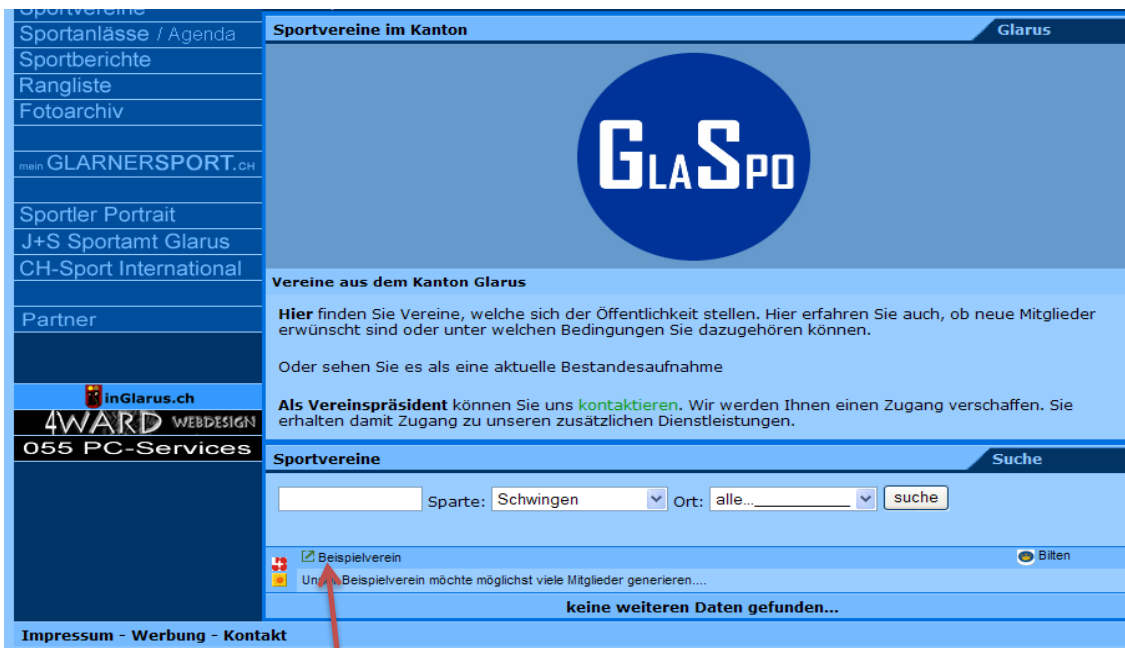 Sportvereine
Sportanlässe / Agenda
Sportberichte
Rangliste
Fotoarchiv
mein GLARNERSPORT.CH
Sportler Portrait
J+S Sportamt Glarus
CH-Sport International
Partner
inGlarus.ch
4WARD WEBDESIGN
055 PC-Services
Sportvereine im Kanton
Glarus
GLASPO
Vereine aus dem Kanton Glarus
Hier finden Sie Vereine, welche sich der Öffentlichkeit stellen. Hier erfahren Sie auch, ob neue Mitglieder
erwünscht sind oder unter welchen Bedingungen Sie dazugehören können.
Oder sehen Sie es als eine aktuelle Bestandesaufnahme
Als Vereinspräsident können Sie uns kontaktieren. Wir werden Ihnen einen Zugang verschaffen. Sie
erhalten damit Zugang zu unseren zusätzlichen Dienstleistungen.
Sportvereine
Suche
Sparte: Schwingen Ort: alle...__________ suche
Beispielverein
Bilten
Unser Beispielverein möchte möglichst viele Mitglieder generieren....
keine weiteren Daten gefunden...
Impressum - Werbung - Kontakt